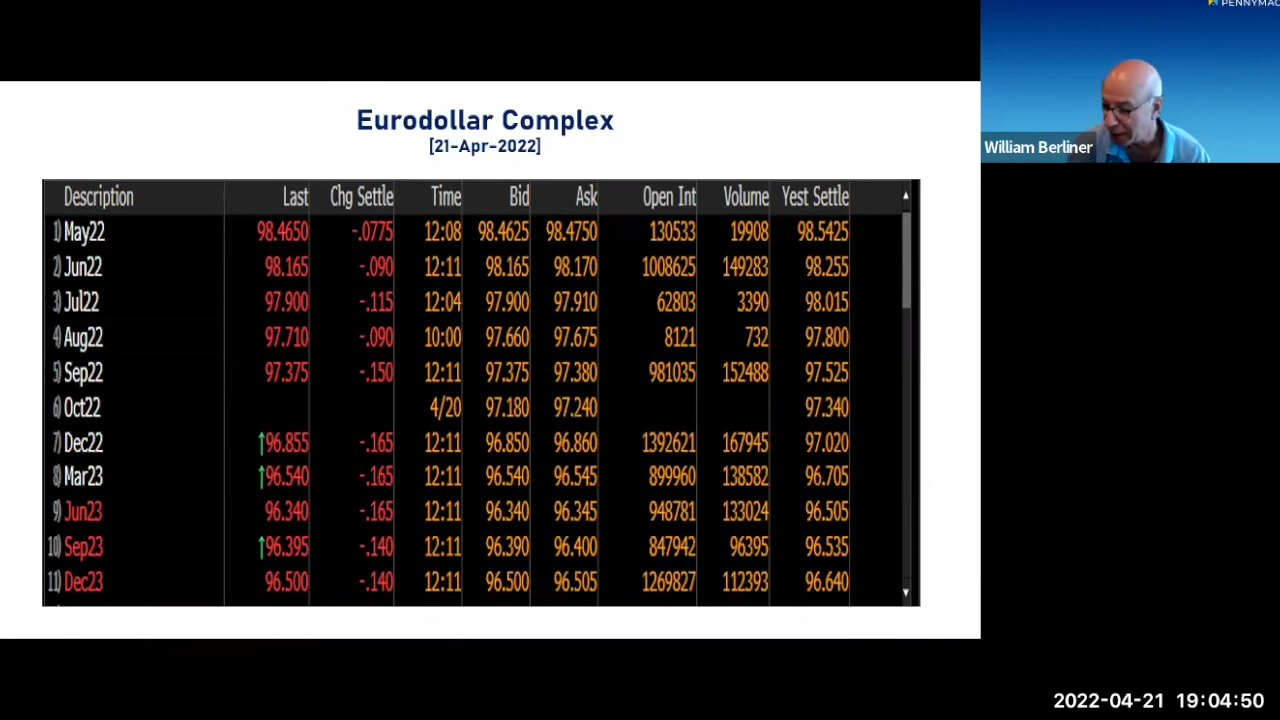 PENNYMAC
William Berliner
Eurodollar Complex
[21-Apr-2022]
Description Last Chg Settle Time Bid Ask Open Int Volume Yest Settle
1) May22 98.4650 -.0775 12:08 98.4625 98.4750 130533 19908 98.5425
2) Jun22 98.165 -.090 12:11 98.165 98.170 1008625 149283 98.255
3) Jul22 97.900 -.115 12:04 97.900 97.910 62803 3390 98.015
4) Aug22 97.710 -.090 10:00 97.660 97.675 8121 732 97.800
5) Sep22 97.375 -.150 12:11 97.375 97.380 981035 152488 97.525
6) Oct22 4/20 97.180 97.240 97.340
7) Dec22 ↑96.855 -.165 12:11 96.850 96.860 1392621 167945 97.020
8) Mar23 ↑96.540 -.165 12:11 96.540 96.545 899960 138582 96.705
9) Jun23 96.340 -.165 12:11 96.340 96.345 948781 133024 96.505
10) Sep23 ↑96.395 -.140 12:11 96.390 96.400 847942 96395 96.535
11) Dec23 96.500 -.140 12:11 96.500 96.505 1269827 112393 96.640
2022-04-21 19:04:50